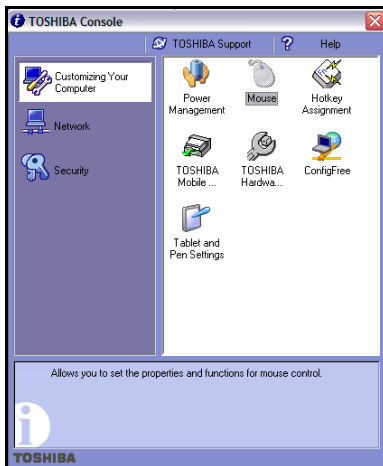 TOSHIBA Console
TOSHIBA Support
? Help
Customizing Your
Computer
Network
Security
Power
Management
Mouse
Hotkey
Assignment
TOSHIBA
Mobile ...
TOSHIBA
Hardwa...
ConfigFree
Tablet and
Pen Settings
Allows you to set the properties and functions for mouse control.
i
TOSHIBA